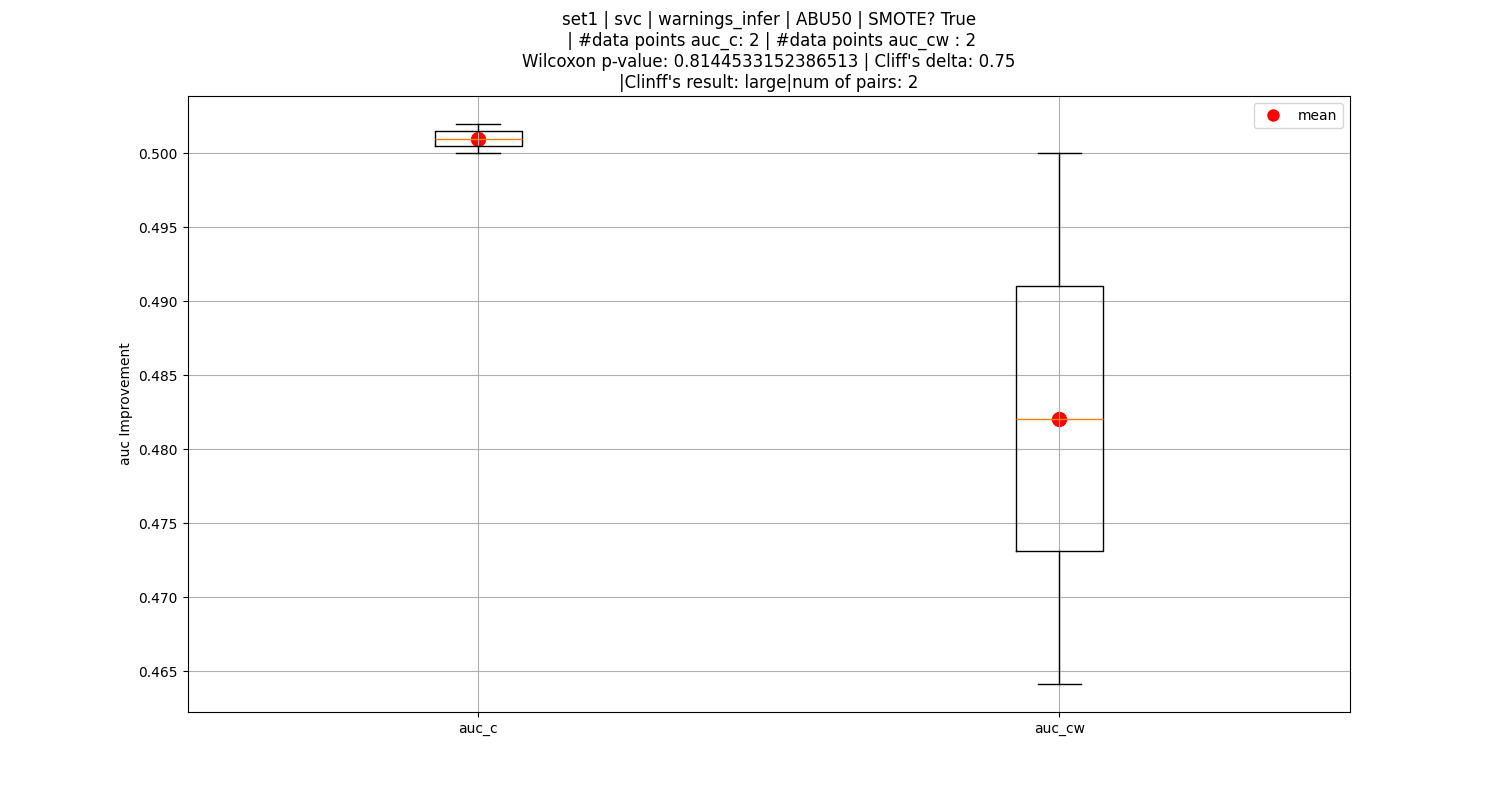 set1 | svc | warnings_infer | ABU50 | SMOTE? True
| #data points auc_c: 2 | #data points auc_cw : 2
Wilcoxon p-value: 0.8144533152386513 | Cliff's delta: 0.75
|Clinff's result: large|num of pairs: 2
mean
0.500
0.495
0.490
0.485
0.480
0.475
0.470
0.465
auc Improvement
auc_c
auc_cw